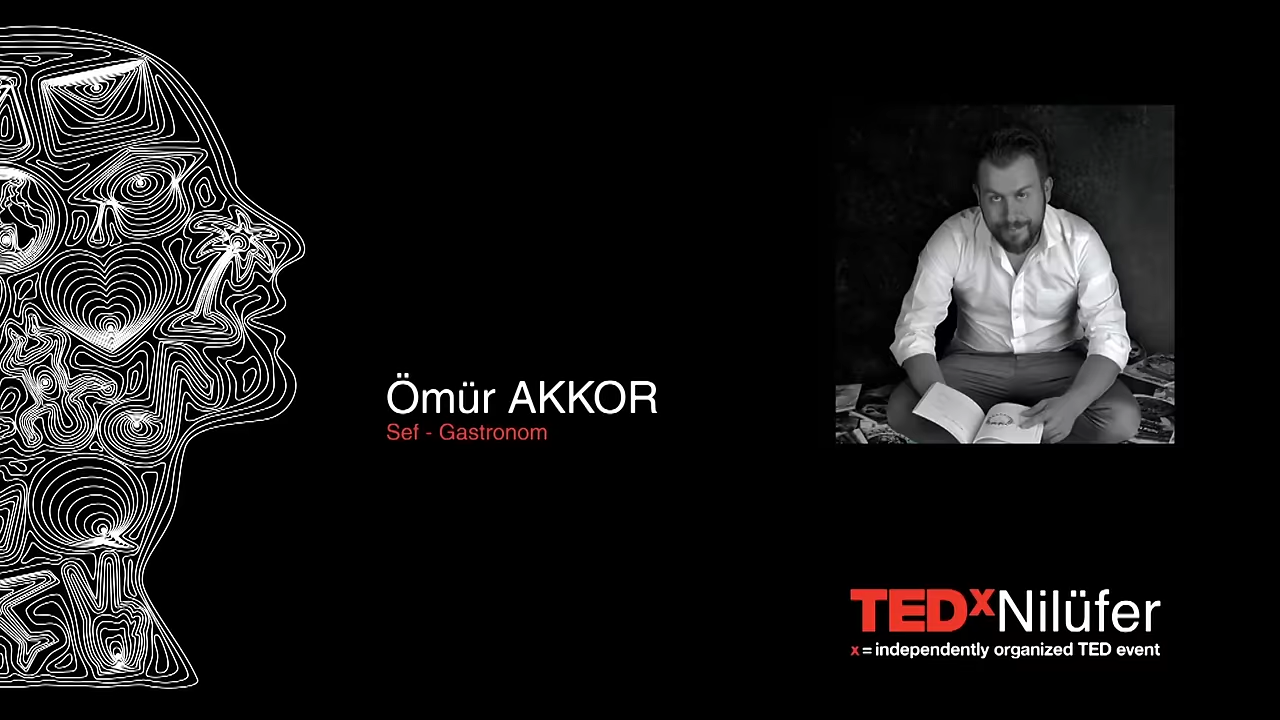 Ömür AKKOR
Sef - Gastronom
TEDxNilüfer
x = independently organized TED event